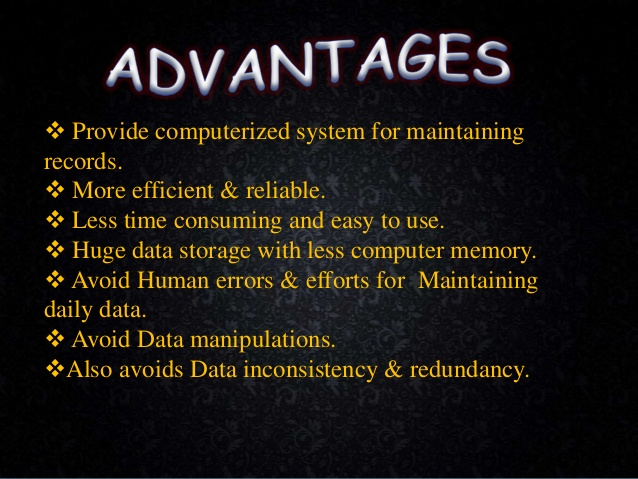 ADVANTAGES
❖ Provide computerized system for maintaining
records.
❖ More efficient & reliable.
❖ Less time consuming and easy to use.
❖ Huge data storage with less computer memory.
❖ Avoid Human errors & efforts for  Maintaining
daily data.
❖ Avoid Data manipulations.
❖Also avoids Data inconsistency & redundancy.